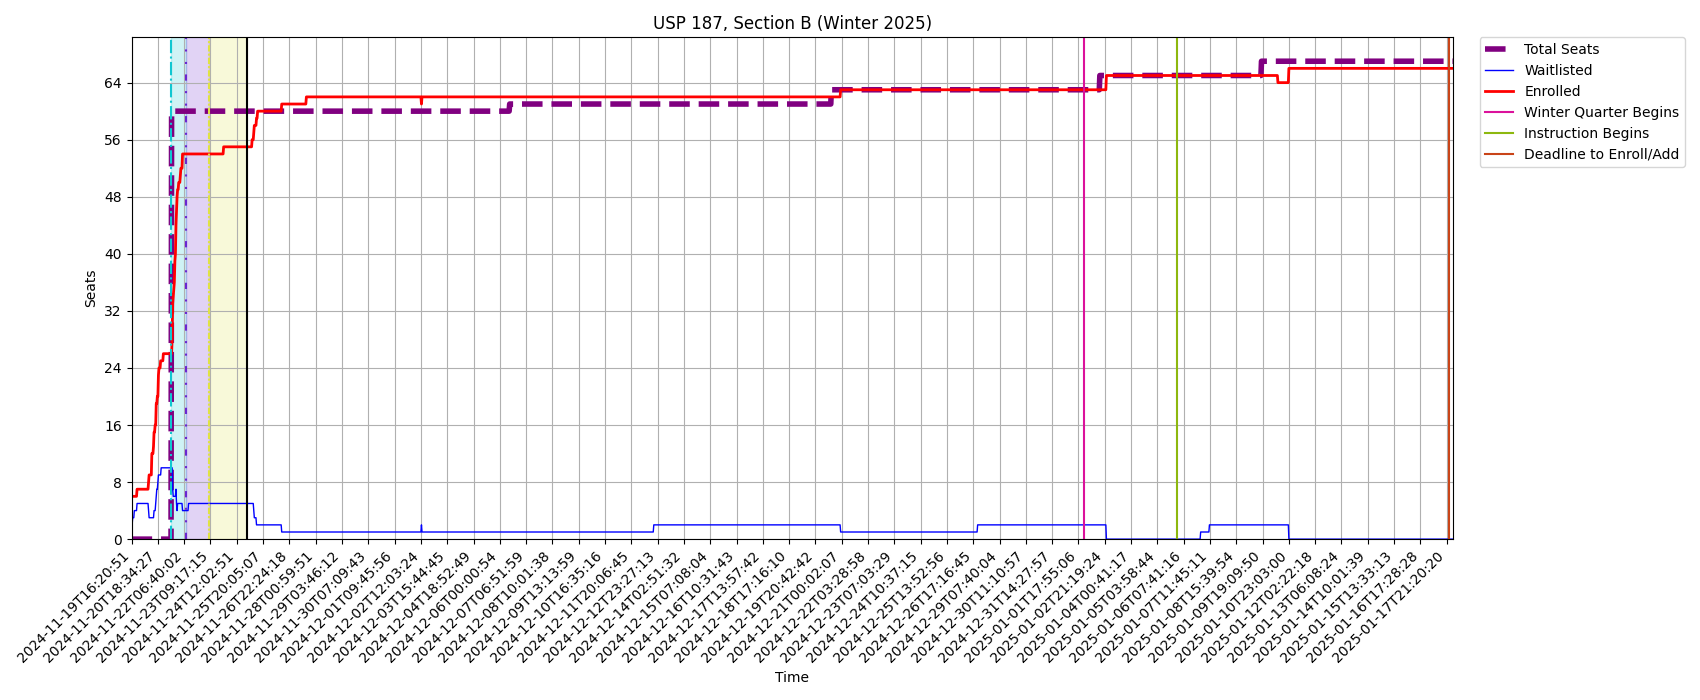 USP 187, Section B (Winter 2025)
Total Seats
Waitlisted
Enrolled
Winter Quarter Begins
Instruction Begins
Deadline to Enroll/Add
Seats
64
56
48
40
32
24
16
8
0
2024-11-19T16:20:51
2024-11-20T18:34:27
2024-11-22T06:40:02
2024-11-23T09:17:15
2024-11-24T12:02:51
2024-11-25T20:05:07
2024-11-26T22:24:18
2024-11-28T00:59:51
2024-11-29T03:46:12
2024-11-30T07:09:43
2024-12-01T09:45:56
2024-12-02T12:03:24
2024-12-03T15:44:45
2024-12-04T18:52:49
2024-12-06T00:00:54
2024-12-07T06:51:59
2024-12-08T10:01:38
2024-12-09T13:13:59
2024-12-10T16:35:16
2024-12-11T20:06:45
2024-12-12T23:27:13
2024-12-14T02:51:32
2024-12-15T07:08:04
2024-12-16T10:31:43
2024-12-17T13:57:42
2024-12-18T17:16:10
2024-12-19T20:42:42
2024-12-21T00:02:07
2024-12-22T03:28:58
2024-12-23T07:03:29
2024-12-24T10:37:15
2024-12-25T13:52:56
2024-12-26T17:16:45
2024-12-29T07:40:04
2024-12-30T11:10:57
2024-12-31T14:27:57
2025-01-01T17:55:06
2025-01-02T21:19:24
2025-01-04T00:41:17
2025-01-05T03:58:44
2025-01-06T07:41:16
2025-01-07T11:45:11
2025-01-08T15:39:54
2025-01-09T19:09:50
2025-01-10T23:03:00
2025-01-12T02:22:18
2025-01-13T06:08:24
2025-01-14T10:01:39
2025-01-15T13:33:13
2025-01-16T17:28:28
2025-01-17T21:20:20
Time